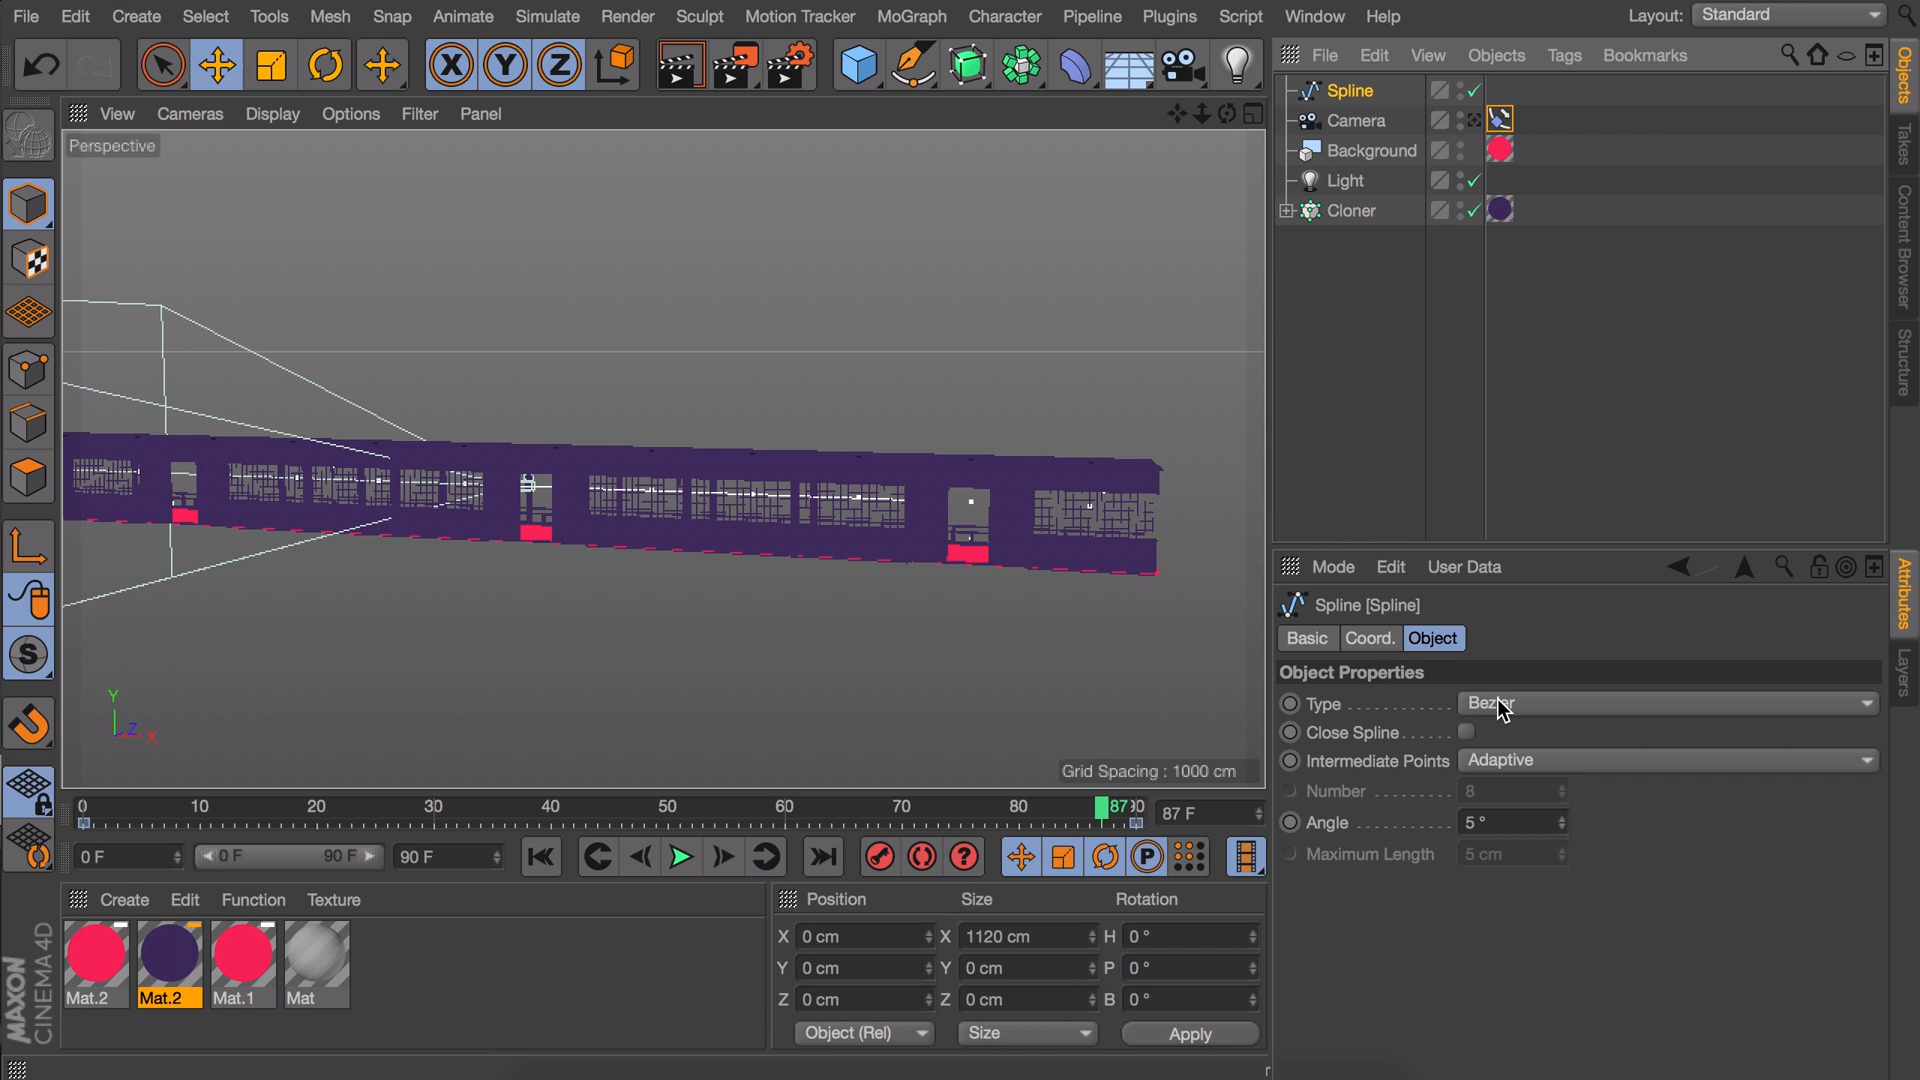 File Edit Create Select Tools Mesh Snap Animate Simulate Render Sculpt Motion Tracker MoGraph Character Pipeline Plugins Script Window Help Layout: Standard
X Y Z
File Edit View Objects Tags Bookmarks
View Cameras Display Options Filter Panel
Perspective
Spline
Camera
Background
Light
Cloner
Objects
Takes
Content Browser
Structure
Mode Edit User Data
Spline [Spline]
Basic Coord. Object
Object Properties
Type Bezier
Close Spline
Intermediate Points Adaptive
Number 8
Angle 5 °
Maximum Length 5 cm
Attributes
Layers
Y
Z X
Grid Spacing : 1000 cm
0 10 20 30 40 50 60 70 80 87 0 87 F
0 F 0 F 90 F 90 F
P
S
Create Edit Function Texture
Mat.2 Mat.2 Mat.1 Mat
Position Size Rotation
X 0 cm X 1120 cm H 0 °
Y 0 cm Y 0 cm P 0 °
Z 0 cm Z 0 cm B 0 °
Object (Rel) Size Apply
MAXON
CINEMA 4D